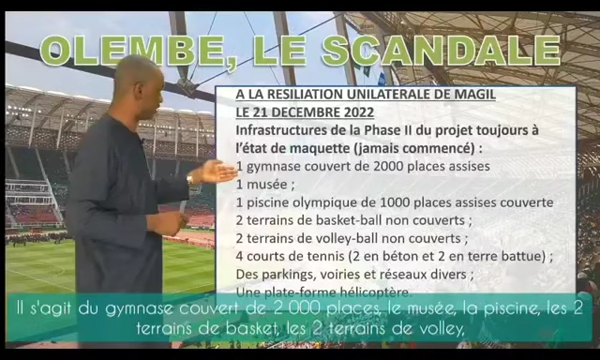 OLEMBE, LE SCANDALE
A LA RESILIATION UNILATERALE DE MAGIL
LE 21 DECEMBRE 2022
Infrastructures de la Phase II du projet toujours à
l'état de maquette (jamais commencé) :
1 gymnase couvert de 2000 places assises
1 musée ;
1 piscine olympique de 1000 places assises couverte
2 terrains de basket-ball non couverts ;
2 terrains de volley-ball non couverts ;
4 courts de tennis (2 en béton et 2 en terre battue) ;
Des parkings, voiries et réseaux divers ;
Une plate-forme hélicoptère.
Il s'agit du gymnase couvert de 2 000 places, le musée, la piscine, les 2
terrains de basket, les 2 terrains de volley,